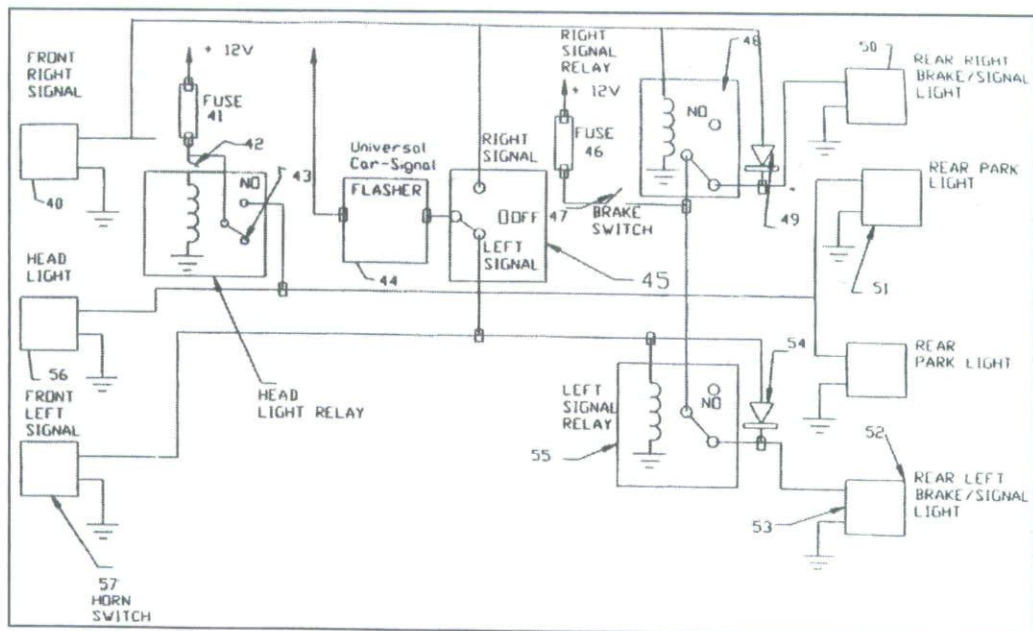 FRONT
RIGHT
SIGNAL
40
+ 12V
FUSE
41
42
NO
43
Universal
Car-Signal
FLASHER
44
RIGHT
SIGNAL
OFF
LEFT
SIGNAL
45
RIGHT
SIGNAL
RELAY
+ 12V
FUSE
46
47
BRAKE
SWITCH
48
NO
49
50
REAR RIGHT
BRAKE/SIGNAL
LIGHT
REAR PARK
LIGHT
51
HEAD
LIGHT
56
HEAD
LIGHT RELAY
FRONT
LEFT
SIGNAL
57
HORN
SWITCH
LEFT
SIGNAL
RELAY
55
NO
54
REAR
PARK LIGHT
52
REAR LEFT
BRAKE/SIGNAL
LIGHT
53